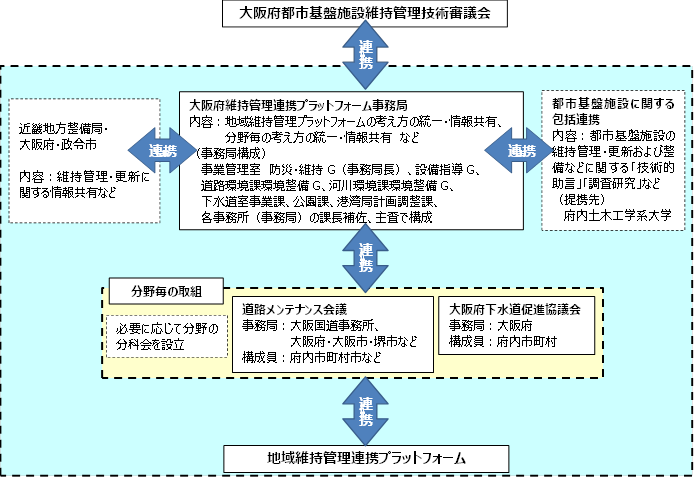 大阪府都市基盤施設維持管理技術審議会
連携
大阪府維持管理連携プラットフォーム事務局
内容：地域維持管理プラットフォームの考え方の統一・情報共有、
分野毎の考え方の統一・情報共有 など
（事務局構成）
事業管理室 防災・維持G（事務局長）、設備指導G、
道路環境課環境整備G、河川環境課環境整備G、
下水道室事業課、公園課、港湾局計画調整課、
各事務所（事務局）の課長補佐、主査で構成
近畿地方整備局・
大阪府・政令市
内容：維持管理・更新に
関する情報共有など
連携
連携
都市基盤施設に関する
包括連携
内容：都市基盤施設の
維持管理・更新および整
備などに関する「技術的
助言」「調査研究」など
（提携先）
府内土木工学系大学
連携
分野毎の取組
必要に応じて分野の
分科会を設立
道路メンテナンス会議
事務局：大阪国道事務所、
大阪府・大阪市・堺市など
構成員：府内市町村市など
大阪府下水道促進協議会
事務局：大阪府
構成員：府内市町村
連携
地域維持管理連携プラットフォーム